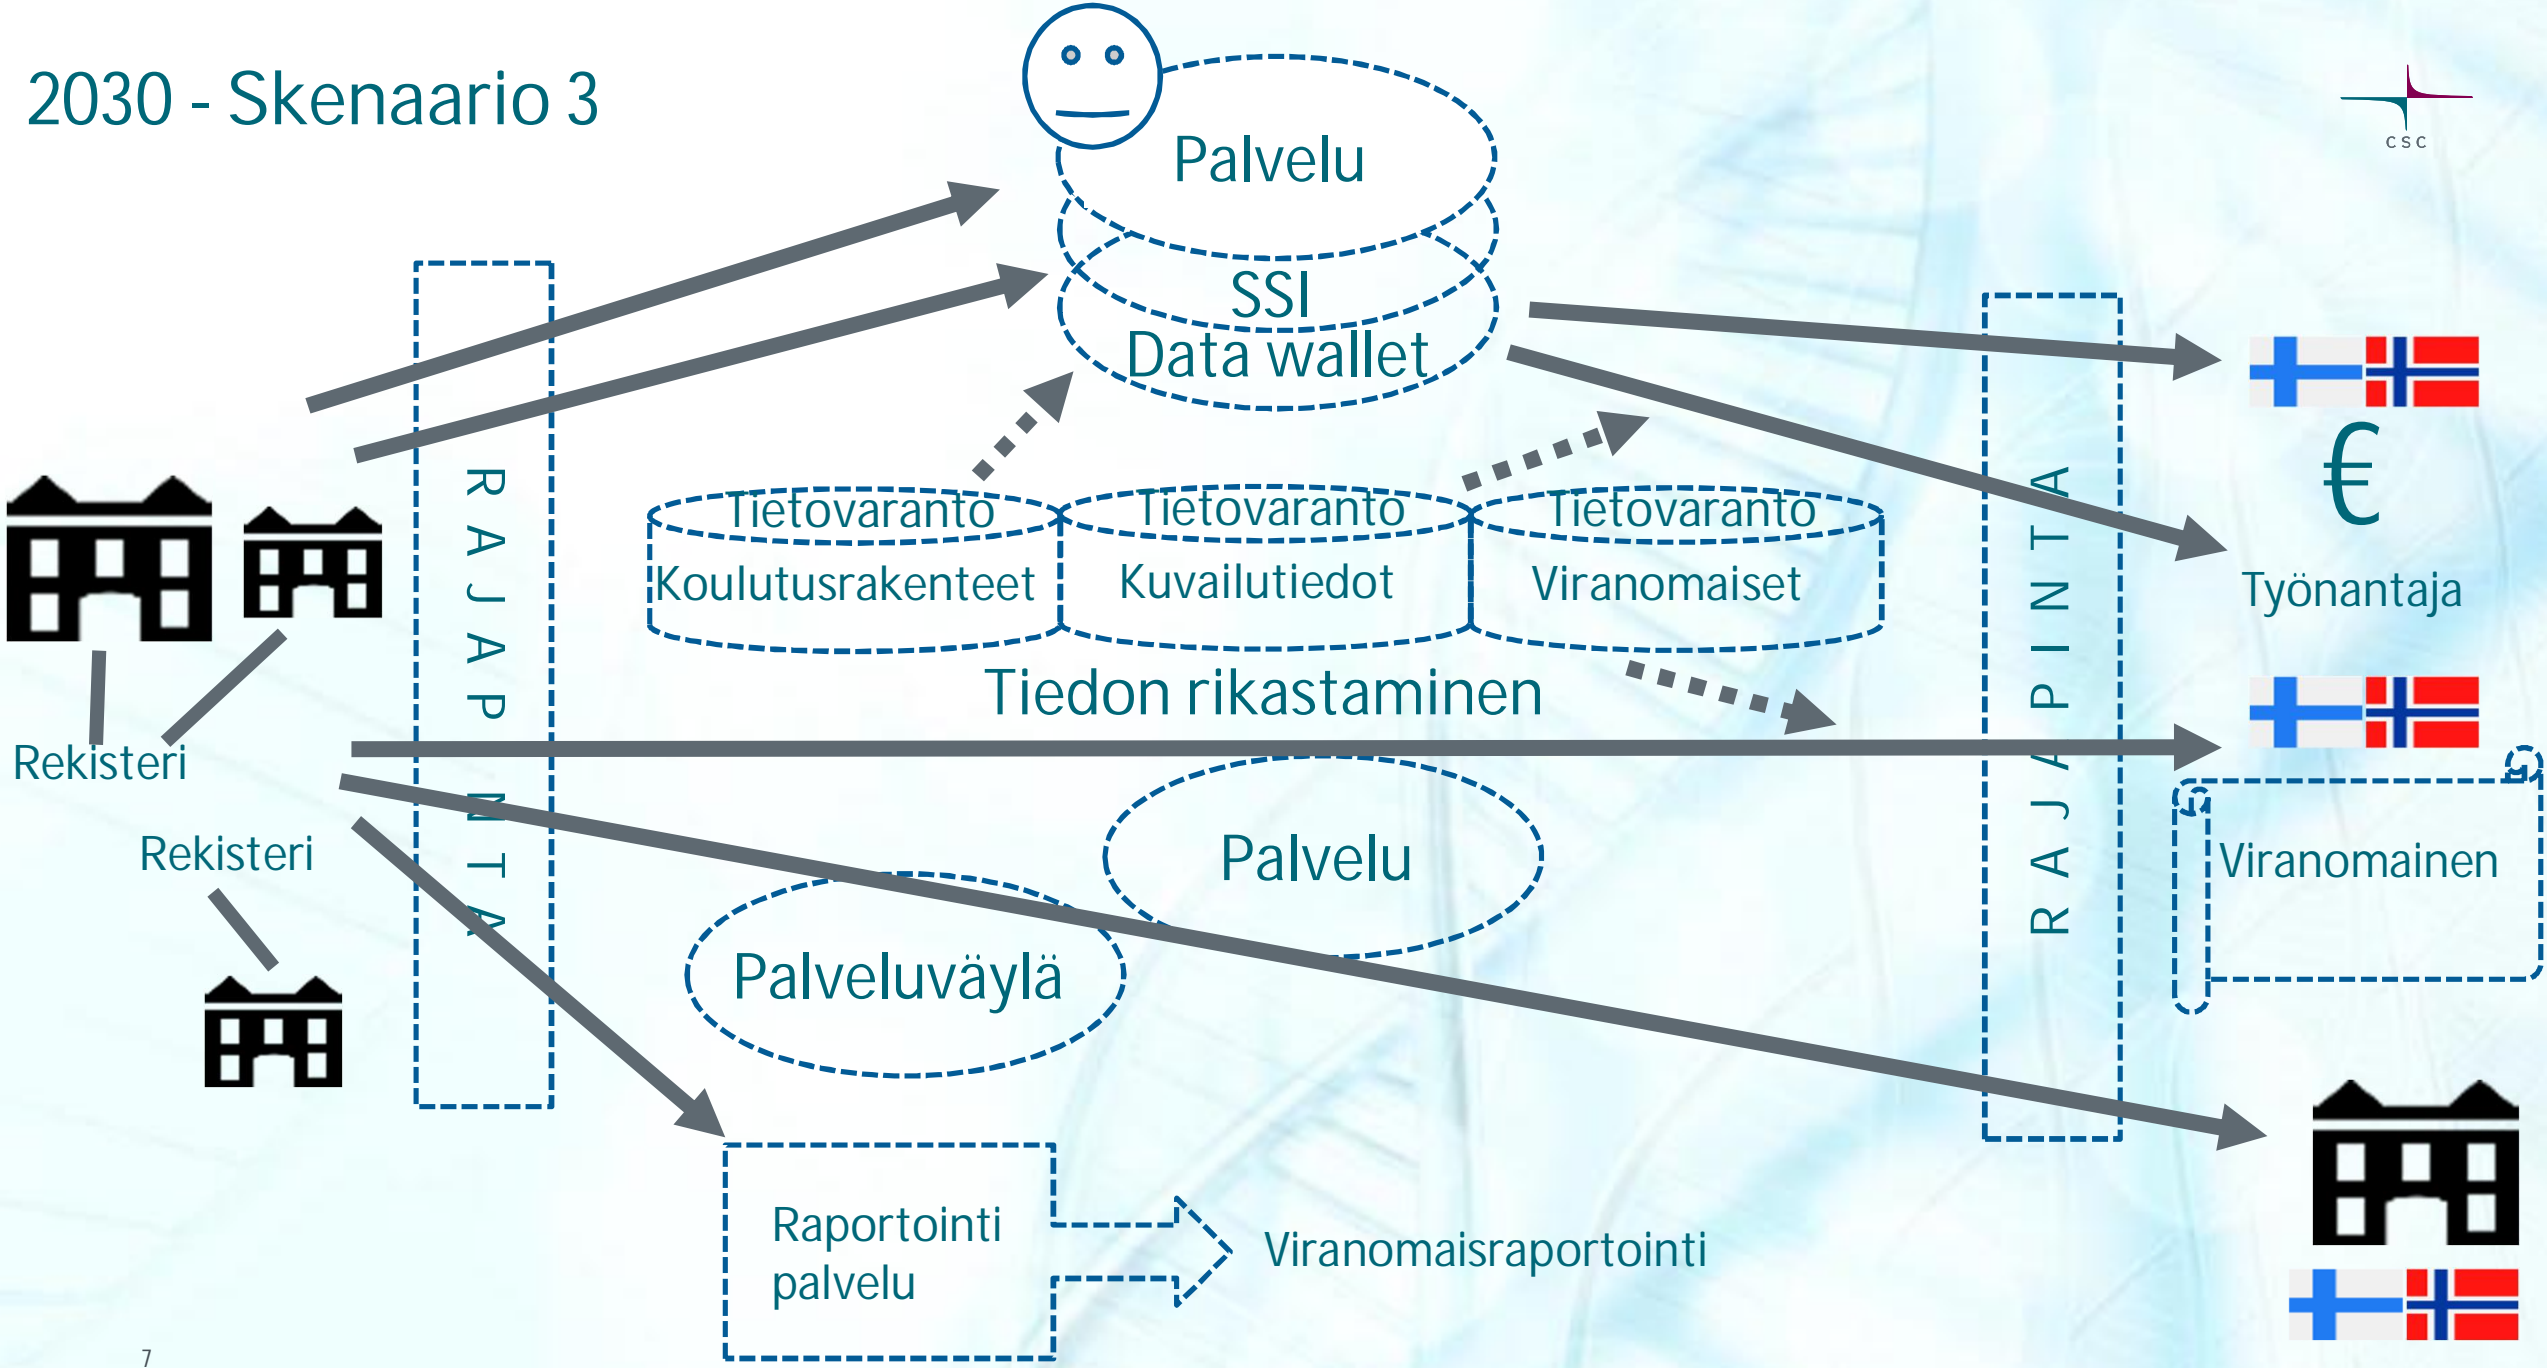 2030 - Skenaario 3
csc
Palvelu
SSI
Data wallet
RAJAPINTA
€
Työnantaja
Tietovaranto
Koulutusrakenteet
Tietovaranto
Kuvailutiedot
Tietovaranto
Viranomaiset
Tiedon rikastaminen
RAJAPINTA
Rekisteri
Rekisteri
Palvelu
Palveluväylä
Viranomainen
Raportointi
palvelu
Viranomaisraportointi
7